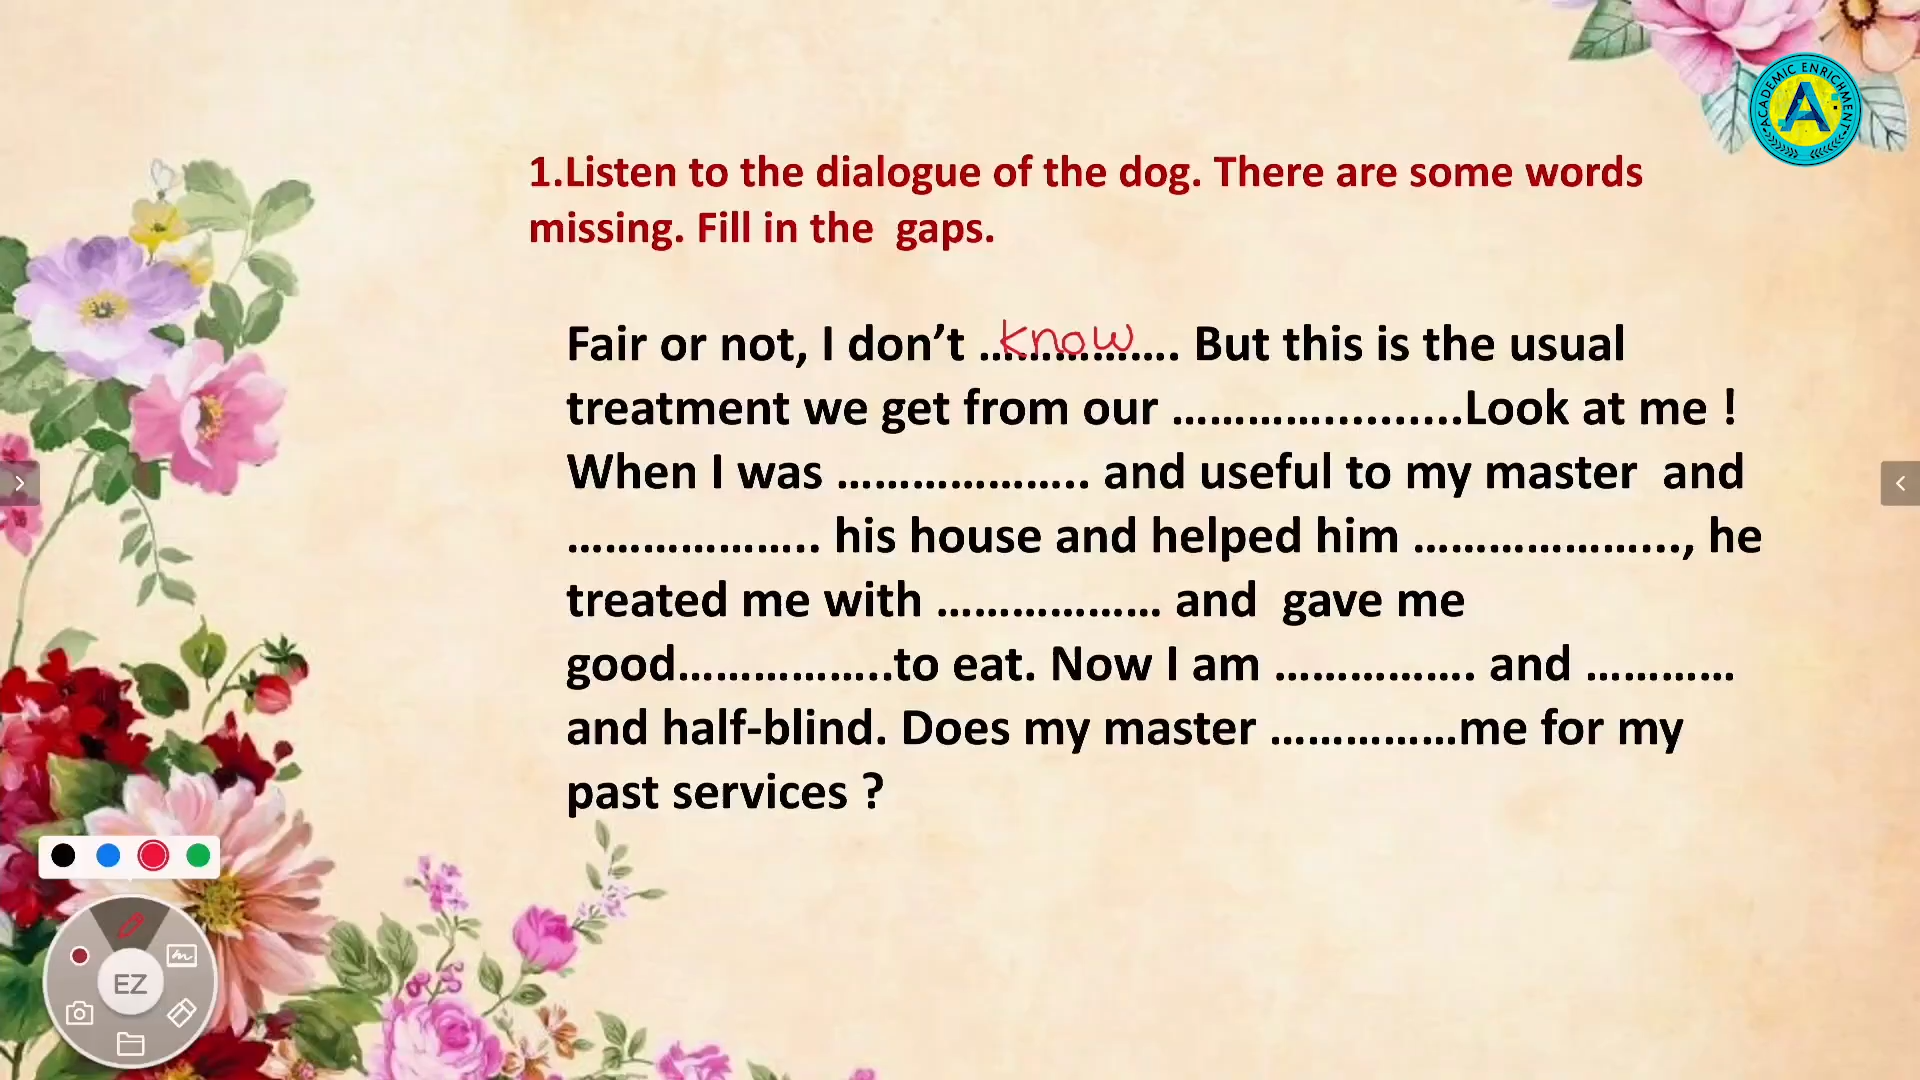 ACADEMIC ENRICHMENT
A
1.Listen to the dialogue of the dog. There are some words
missing. Fill in the gaps.
Fair or not, I don’t ...know.... But this is the usual
treatment we get from our ......................Look at me !
When I was .................... and useful to my master and
.................... his house and helped him ....................., he
treated me with .................. and gave me
good.................to eat. Now I am ................ and ............
and half-blind. Does my master ...............me for my
past services ?
EZ